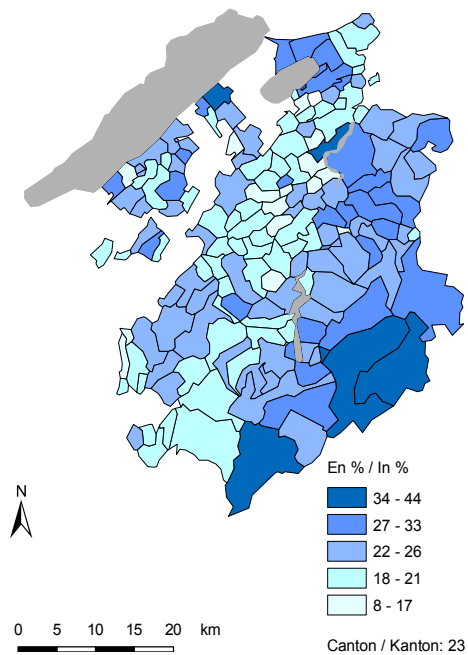 En % / In %
34 - 44
27 - 33
22 - 26
18 - 21
8 - 17
N
0 5 10 15 20 km
Canton / Kanton: 23